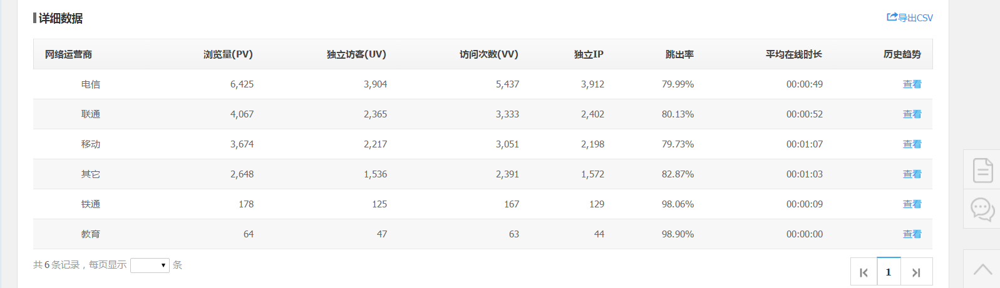 详细数据 导出CSV
网络运营商 浏览量(PV) 独立访客(UV) 访问次数(VV) 独立IP 跳出率 平均在线时长 历史趋势
电信 6,425 3,904 5,437 3,912 79.99% 00:00:49 查看
联通 4,067 2,365 3,333 2,402 80.13% 00:00:52 查看
移动 3,674 2,217 3,051 2,198 79.73% 00:01:07 查看
其它 2,648 1,536 2,391 1,572 82.87% 00:01:03 查看
铁通 178 125 167 129 98.06% 00:00:09 查看
教育 64 47 63 44 98.90% 00:00:00 查看
共 6 条记录，每页显示 条 1